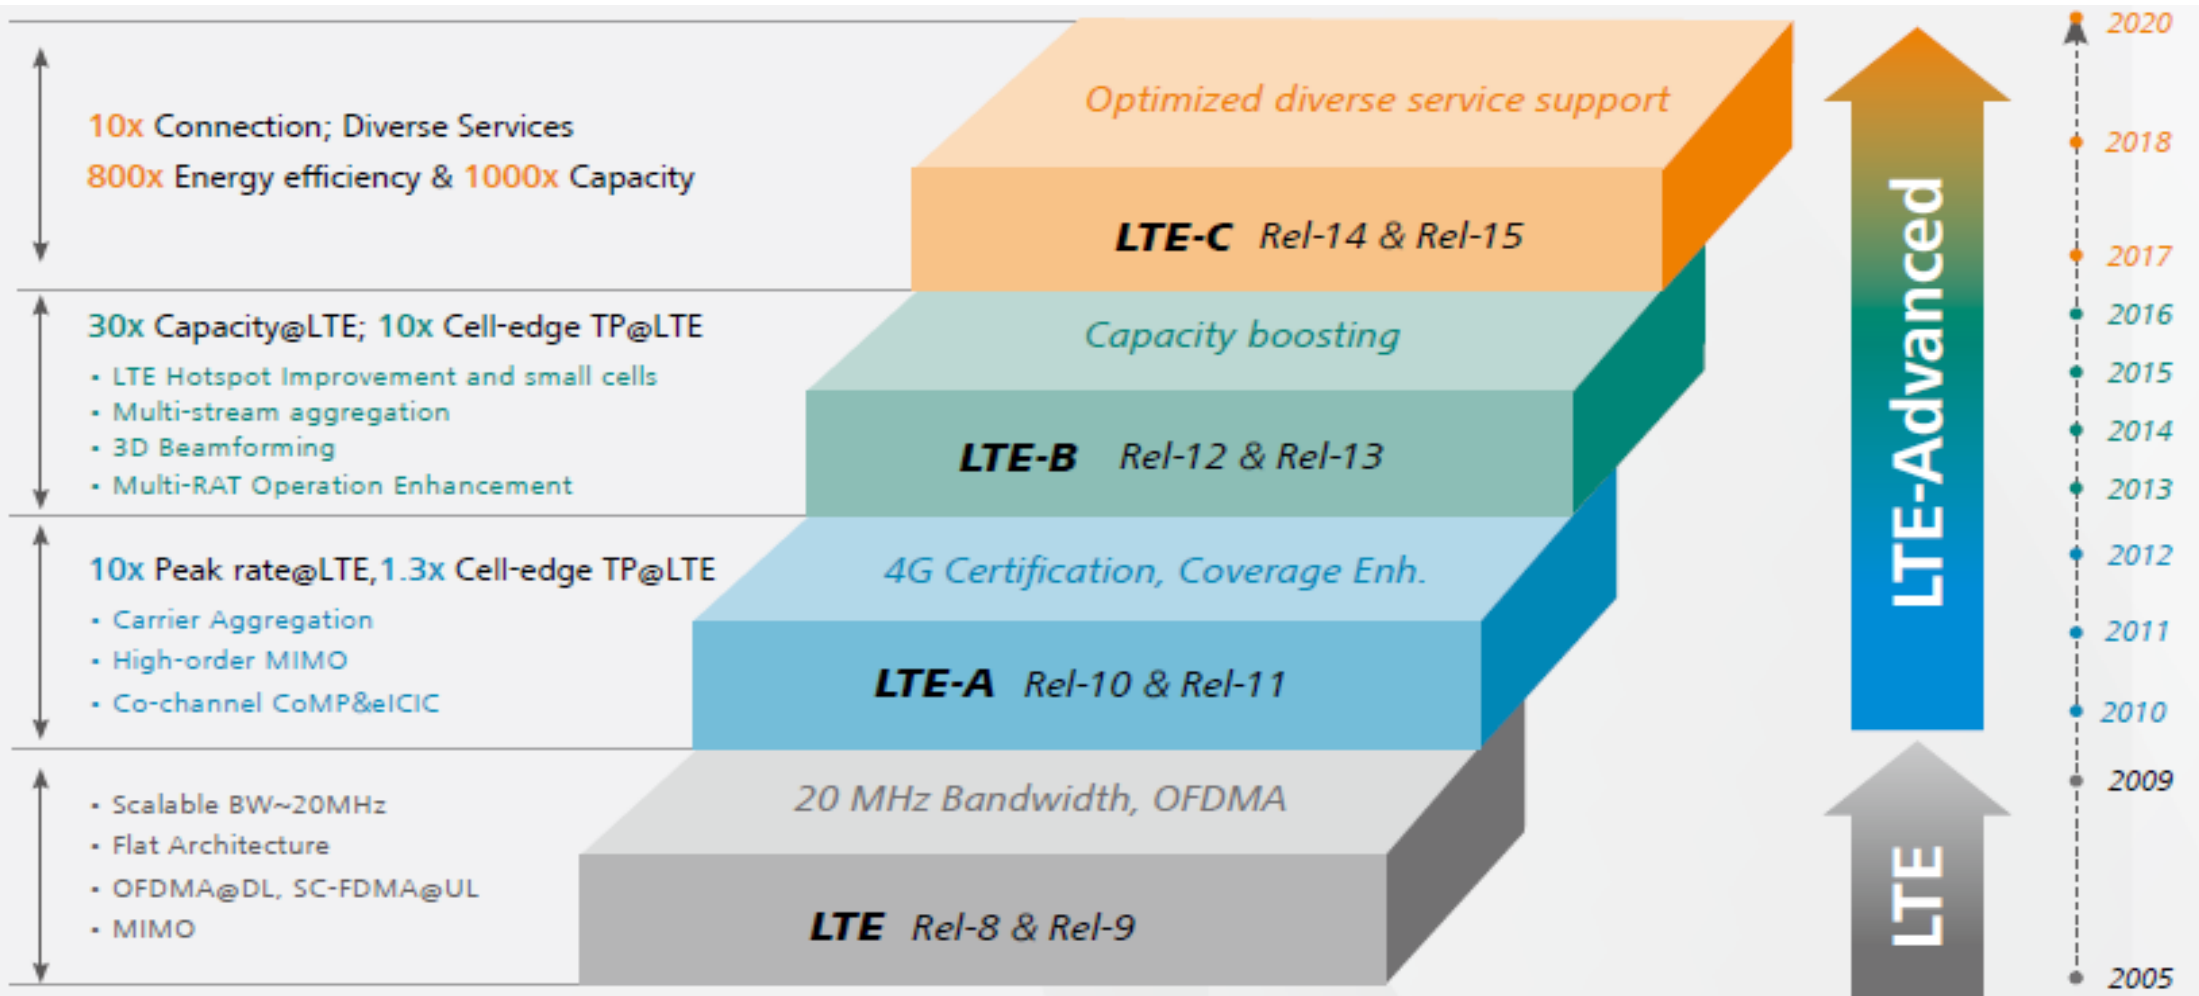 10x Connection; Diverse Services
800x Energy efficiency & 1000x Capacity
Optimized diverse service support
LTE-C Rel-14 & Rel-15
30x Capacity@LTE; 10x Cell-edge TP@LTE
• LTE Hotspot Improvement and small cells
• Multi-stream aggregation
• 3D Beamforming
• Multi-RAT Operation Enhancement
Capacity boosting
LTE-B Rel-12 & Rel-13
10x Peak rate@LTE,1.3x Cell-edge TP@LTE
• Carrier Aggregation
• High-order MIMO
• Co-channel CoMP&eICIC
4G Certification, Coverage Enh.
LTE-A Rel-10 & Rel-11
• Scalable BW~20MHz
• Flat Architecture
• OFDMA@DL, SC-FDMA@UL
• MIMO
20 MHz Bandwidth, OFDMA
LTE Rel-8 & Rel-9
LTE-Advanced
LTE
2020
2018
2017
2016
2015
2014
2013
2012
2011
2010
2009
2005